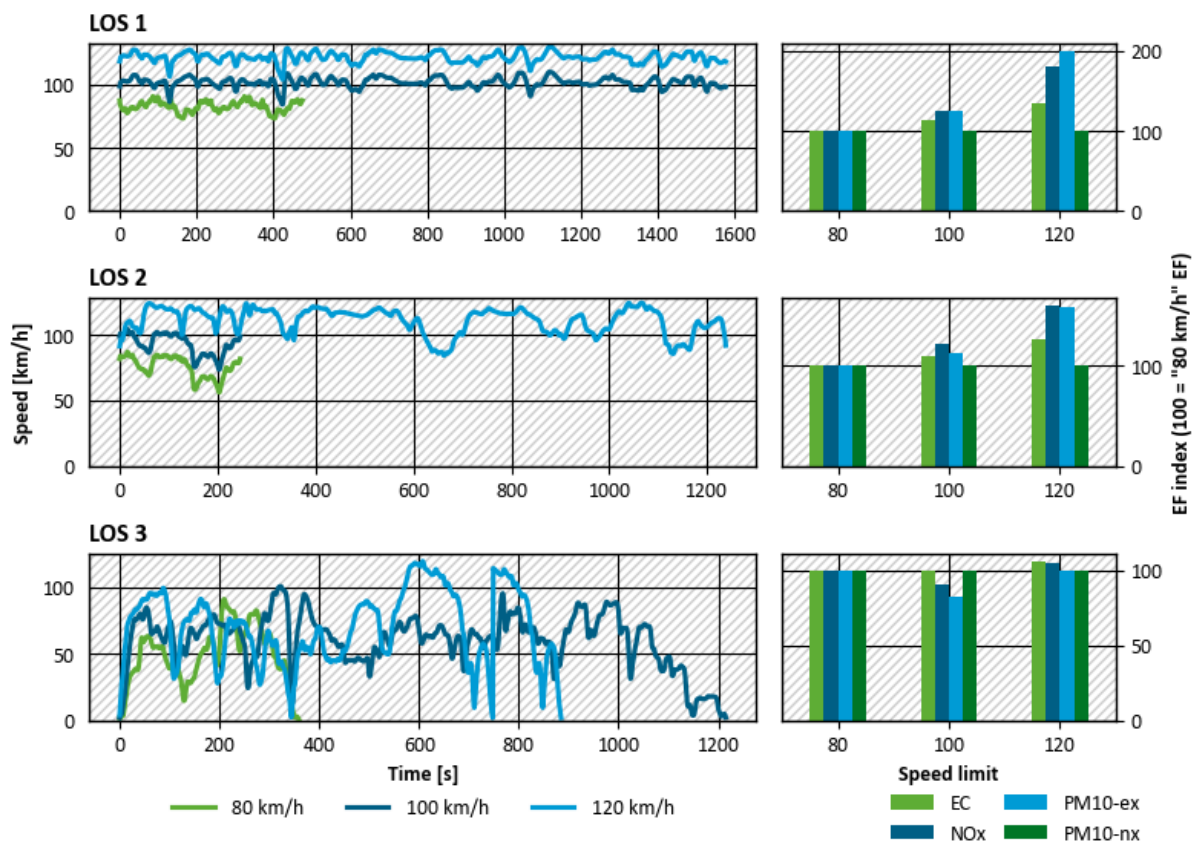 LOS 1
100
50
0
0 200 400 600 800 1000 1200 1400 1600
200
100
0
80 100 120
LOS 2
100
50
0
0 200 400 600 800 1000 1200
100
0
80 100 120
LOS 3
100
50
0
0 200 400 600 800 1000 1200
100
50
0
80 100 120
Speed [km/h]
EF index (100 = "80 km/h" EF)
Time [s]
Speed limit
80 km/h 100 km/h 120 km/h
EC PM10-ex
NOx PM10-nx